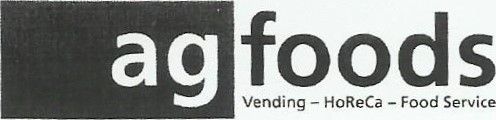 ag foods
Vending – HoReCa – Food Service